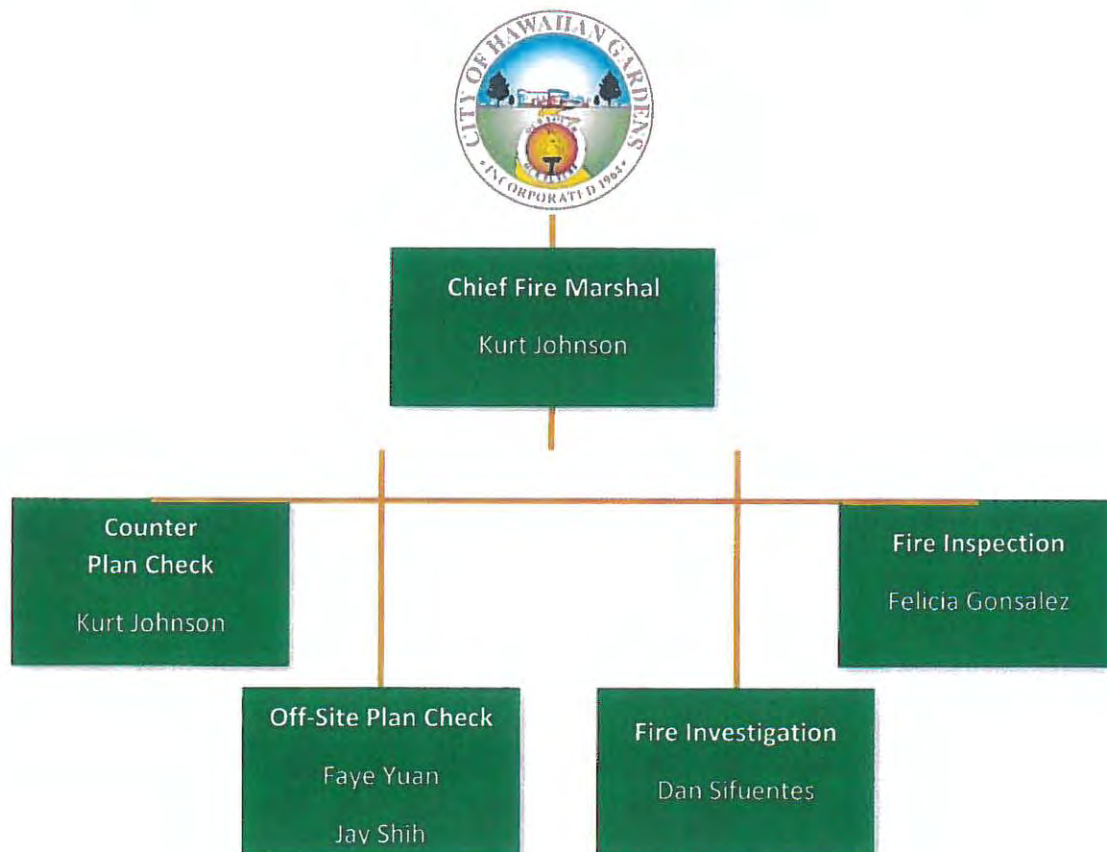 CITY OF HAWAIIAN GARDENS
• INCORPORATED 1964 •
Chief Fire Marshal
Kurt Johnson
Counter
Plan Check
Kurt Johnson
Fire Inspection
Felicia Gonsalez
Off-Site Plan Check
Faye Yuan
Jay Shih
Fire Investigation
Dan Sifuentes